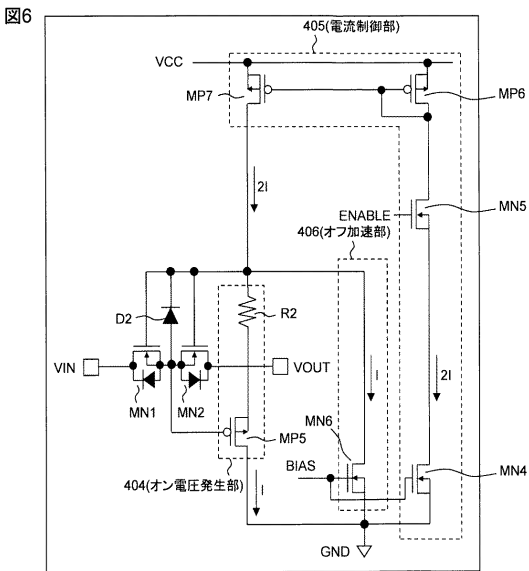 図6
405(電流制御部)
VCC
MP7
MP6
2I
ENABLE
MN5
406(オフ加速部)
D2
R2
VIN
VOUT
I
2I
MN1
MN2
MN6
MP5
BIAS
MN4
404(オン電圧発生部)
I
GND